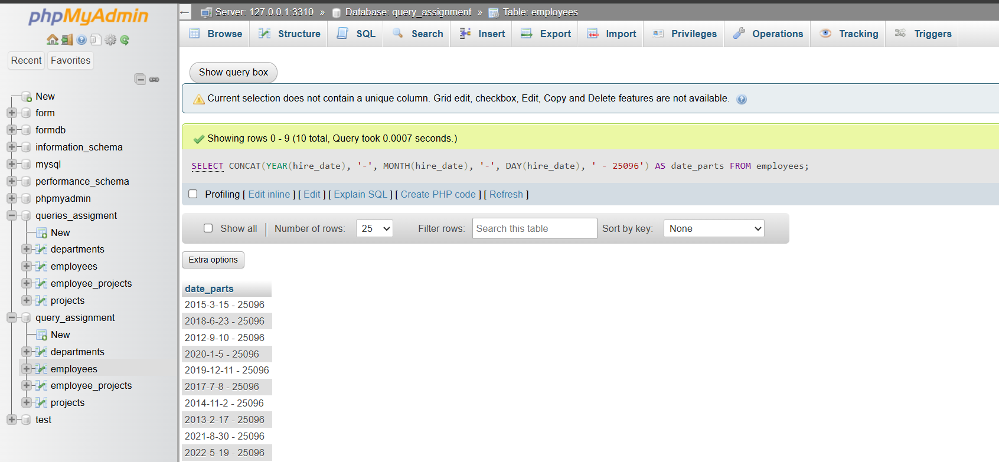 phpMyAdmin
Recent Favorites
New
form
formdb
information_schema
mysql
performance_schema
phpmyadmin
queries_assigment
New
departments
employees
employee_projects
projects
query_assignment
New
departments
employees
employee_projects
projects
test
Server: 127.0.0.1:3310 » Database: query_assignment » Table: employees
Browse Structure SQL Search Insert Export Import Privileges Operations Tracking Triggers
Show query box
Current selection does not contain a unique column. Grid edit, checkbox, Edit, Copy and Delete features are not available.
Showing rows 0 - 9 (10 total, Query took 0.0007 seconds.)
SELECT CONCAT(YEAR(hire_date), '-', MONTH(hire_date), '-', DAY(hire_date), ' - 25096') AS date_parts FROM employees;
Profiling [ Edit inline ] [ Edit ] [ Explain SQL ] [ Create PHP code ] [ Refresh ]
Show all Number of rows: 25 Filter rows: Search this table Sort by key: None
Extra options
date_parts
2015-3-15 - 25096
2018-6-23 - 25096
2012-9-10 - 25096
2020-1-5 - 25096
2019-12-11 - 25096
2017-7-8 - 25096
2014-11-2 - 25096
2013-2-17 - 25096
2021-8-30 - 25096
2022-5-19 - 25096